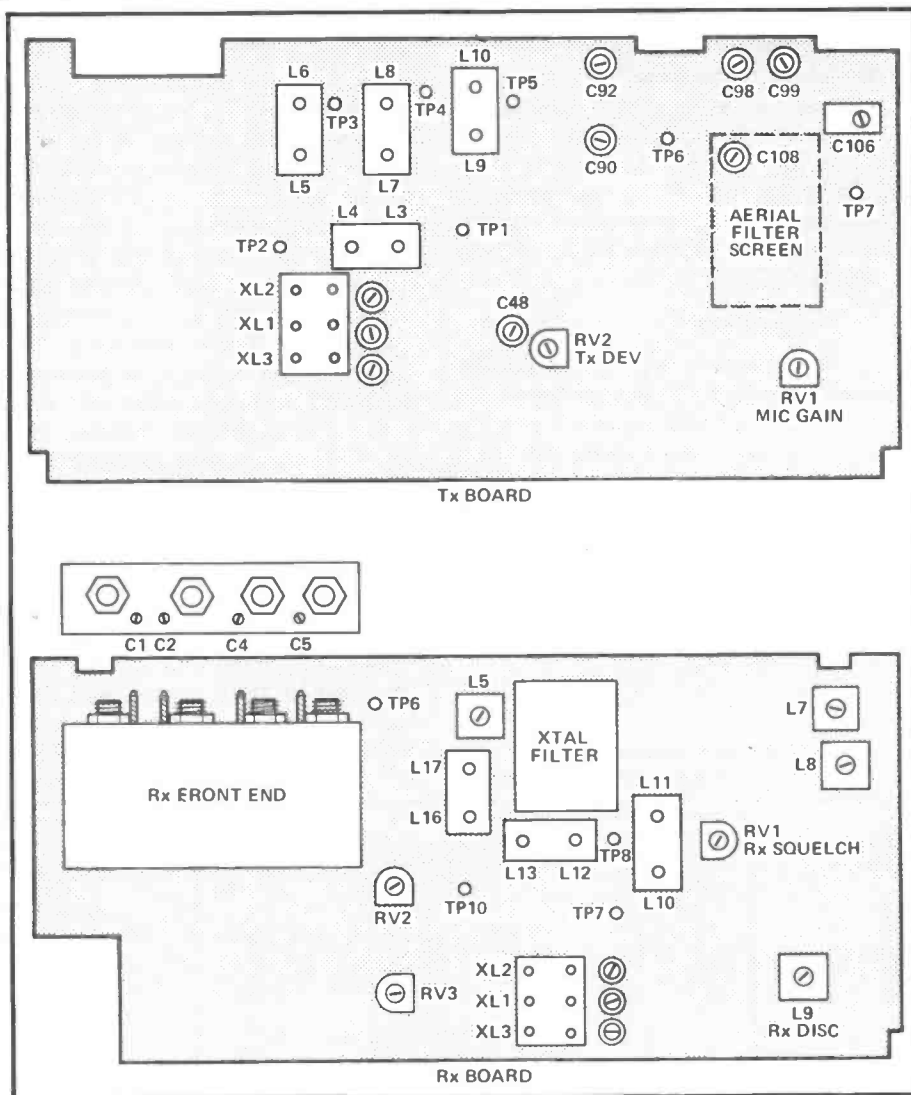 L6
L8
L10
TP3
TP4
TP5
C92
C98
C99
L5
L7
L9
C90
TP6
C108
C106
AERIAL
FILTER
SCREEN
TP7
L4
L3
TP1
TP2
XL2
XL1
XL3
C48
RV2
Tx DEV
RV1
MIC GAIN
Tx BOARD
C1
C2
C4
C5
TP6
L5
XTAL
FILTER
L7
L8
Rx ERONT END
L17
L16
L11
RV1
Rx SQUELCH
L13
L12
TP8
L10
RV2
TP10
TP7
XL2
XL1
XL3
RV3
L9
Rx DISC
Rx BOARD